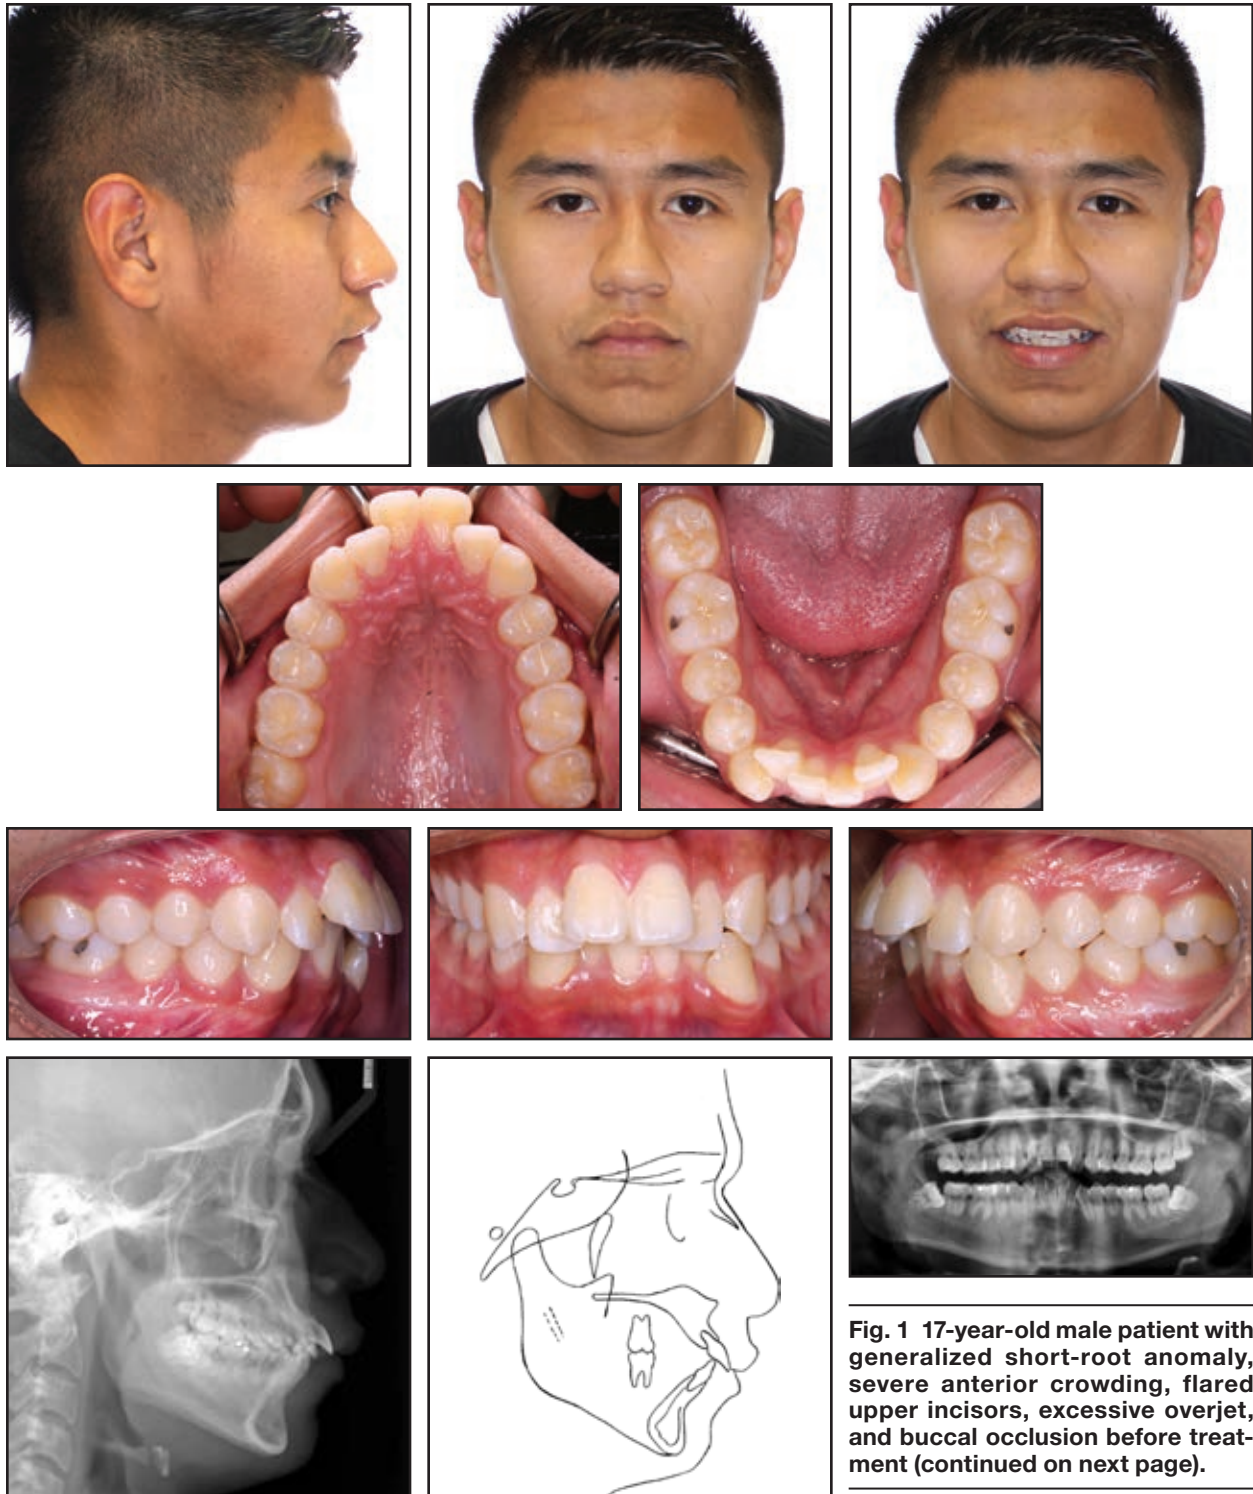 Fig. 1 17-year-old male patient with
generalized short-root anomaly,
severe anterior crowding, flared
upper incisors, excessive overjet,
and buccal occlusion before treat-
ment (continued on next page).